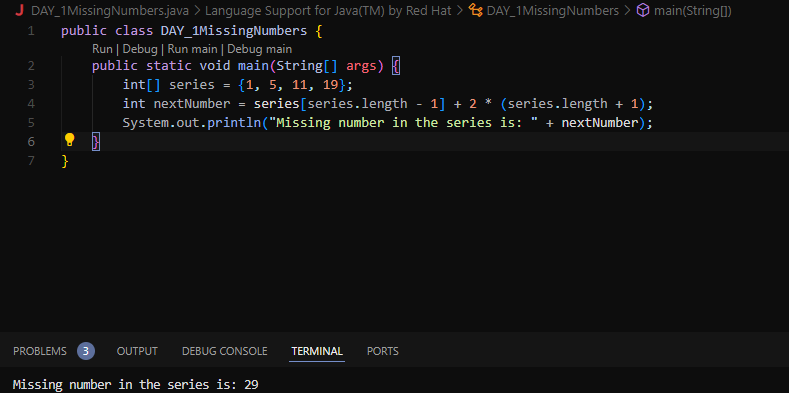 J DAY_1MissingNumbers.java > Language Support for Java(TM) by Red Hat > DAY_1MissingNumbers > main(String[])
1 public class DAY_1MissingNumbers {
Run | Debug | Run main | Debug main
2 public static void main(String[] args) {
3 int[] series = {1, 5, 11, 19};
4 int nextNumber = series[series.length - 1] + 2 * (series.length + 1);
5 System.out.println("Missing number in the series is: " + nextNumber);
6 }
7 }
PROBLEMS 3 OUTPUT DEBUG CONSOLE TERMINAL PORTS
Missing number in the series is: 29